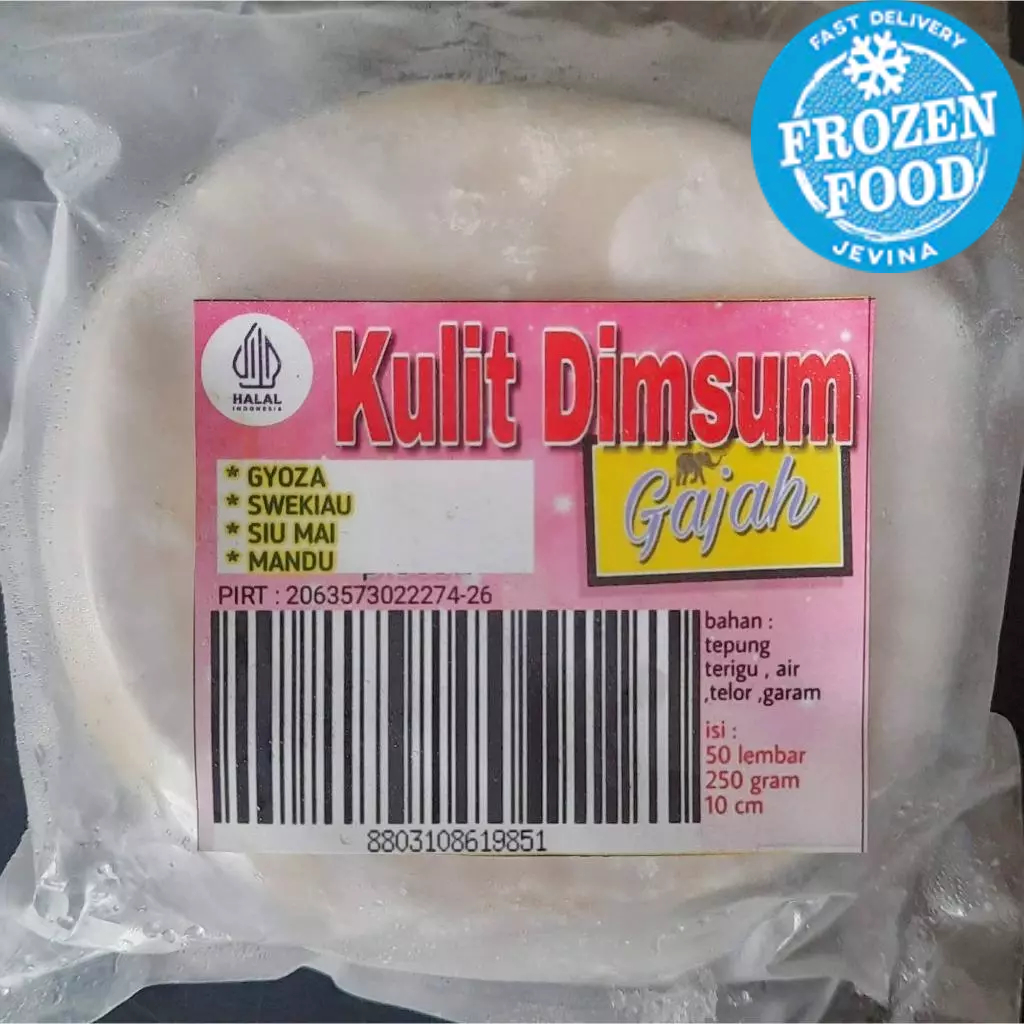 FAST DELIVERY
FROZEN
FOOD
JEVINA
HALAL
INDONESIA
Kulit Dimsum
Gajah
* GYOZA
* SWEKIAU
* SIU MAI
* MANDU
PIRT : 2063573022274-26
bahan :
tepung
terigu , air
,telor ,garam
isi :
50 lembar
250 gram
10 cm
8803108619851